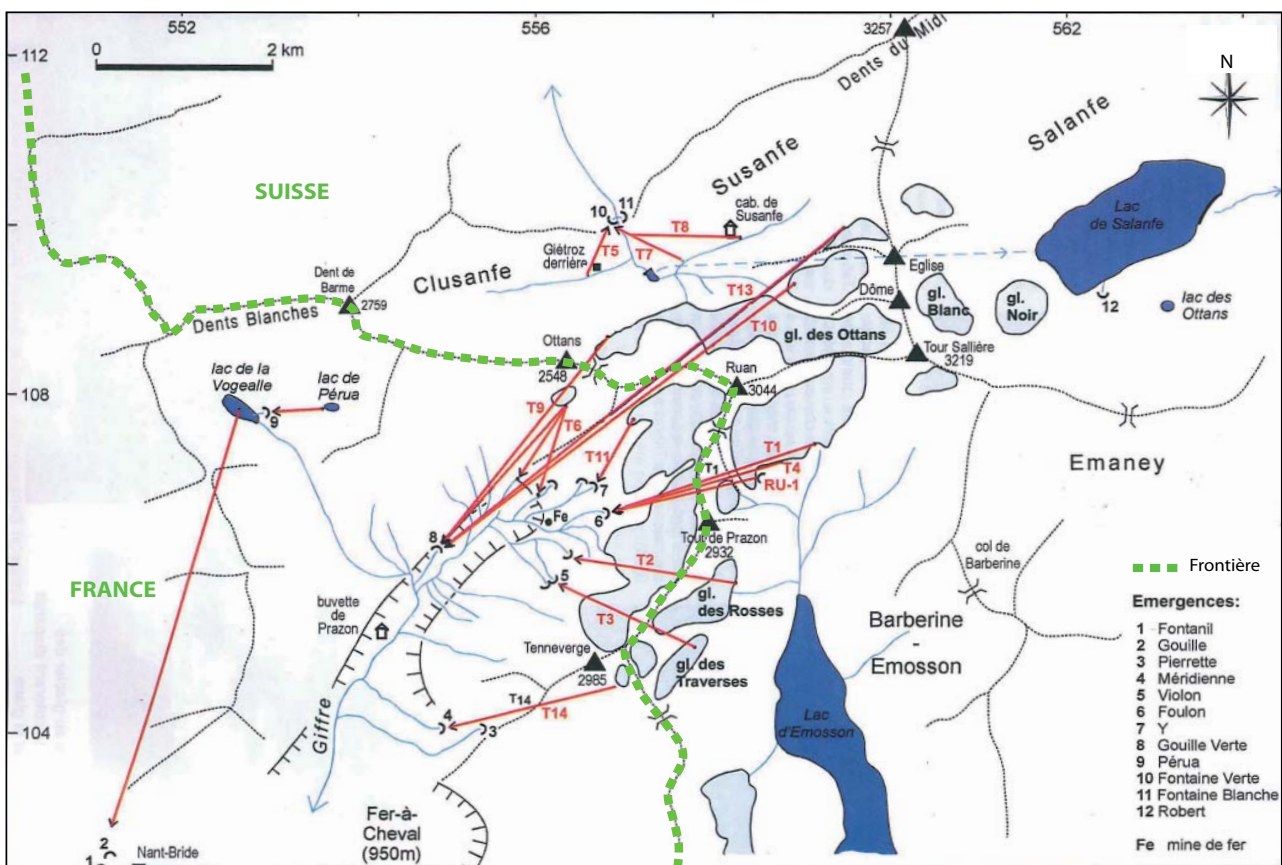 552
556
3257
562
112
0
2 km
Dents du Midi
N
Salanfe
SUISSE
Susanfe
11
10
cab. de
Susanfe
T8
Lac
de Salanfe
Giétroz
derrière
T5
T7
Clusanfe
Eglise
Dent de
Barme
2759
T13
Dôme
gl.
Blanc
gl.
Noir
12
lac des
Ottans
Dents Blanches
T10
gl. des Ottans
Ottans
2548
Tour Sallière
3219
lac de la
Vogealle
lac de
Pérua
Ruan
3044
108
9
T9
T6
T11
T1
T1
T4
RU-1
Emaney
7
6
Fe
8
Tour de Prazon
2932
col de
Barberine
Frontière
FRANCE
5
T2
gl.
des Rosses
buvette
de
Prazon
T3
Barberine
-
Emosson
Tenneverge
2985
gl. des
Traverses
T14
T14
4
3
104
Giffre
Lac
d'Emosson
Fer-à-
Cheval
(950m)
2
1
Nant-Bride
Emergences:
1 Fontanil
2 Gouille
3 Pierrette
4 Méridienne
5 Violon
6 Foulon
7 Y
8 Gouille Verte
9 Pérua
10 Fontaine Verte
11 Fontaine Blanche
12 Robert
Fe mine de fer